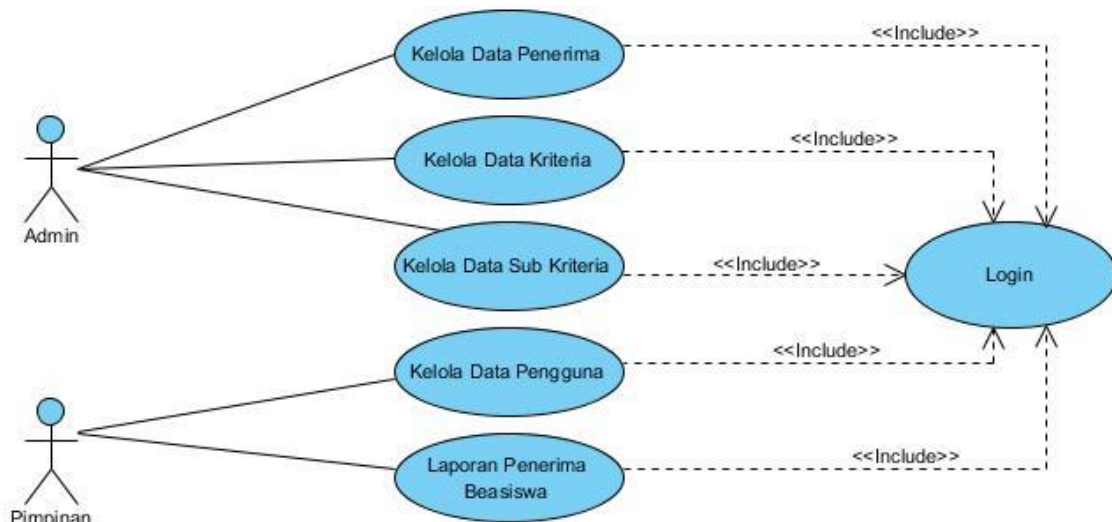 Kelola Data Penerima
<<Include>>
Kelola Data Kriteria
<<Include>>
Admin
Kelola Data Sub Kriteria
<<Include>>
Login
Kelola Data Pengguna
<<Include>>
Laporan Penerima
Beasiswa
<<Include>>
Pimpinan